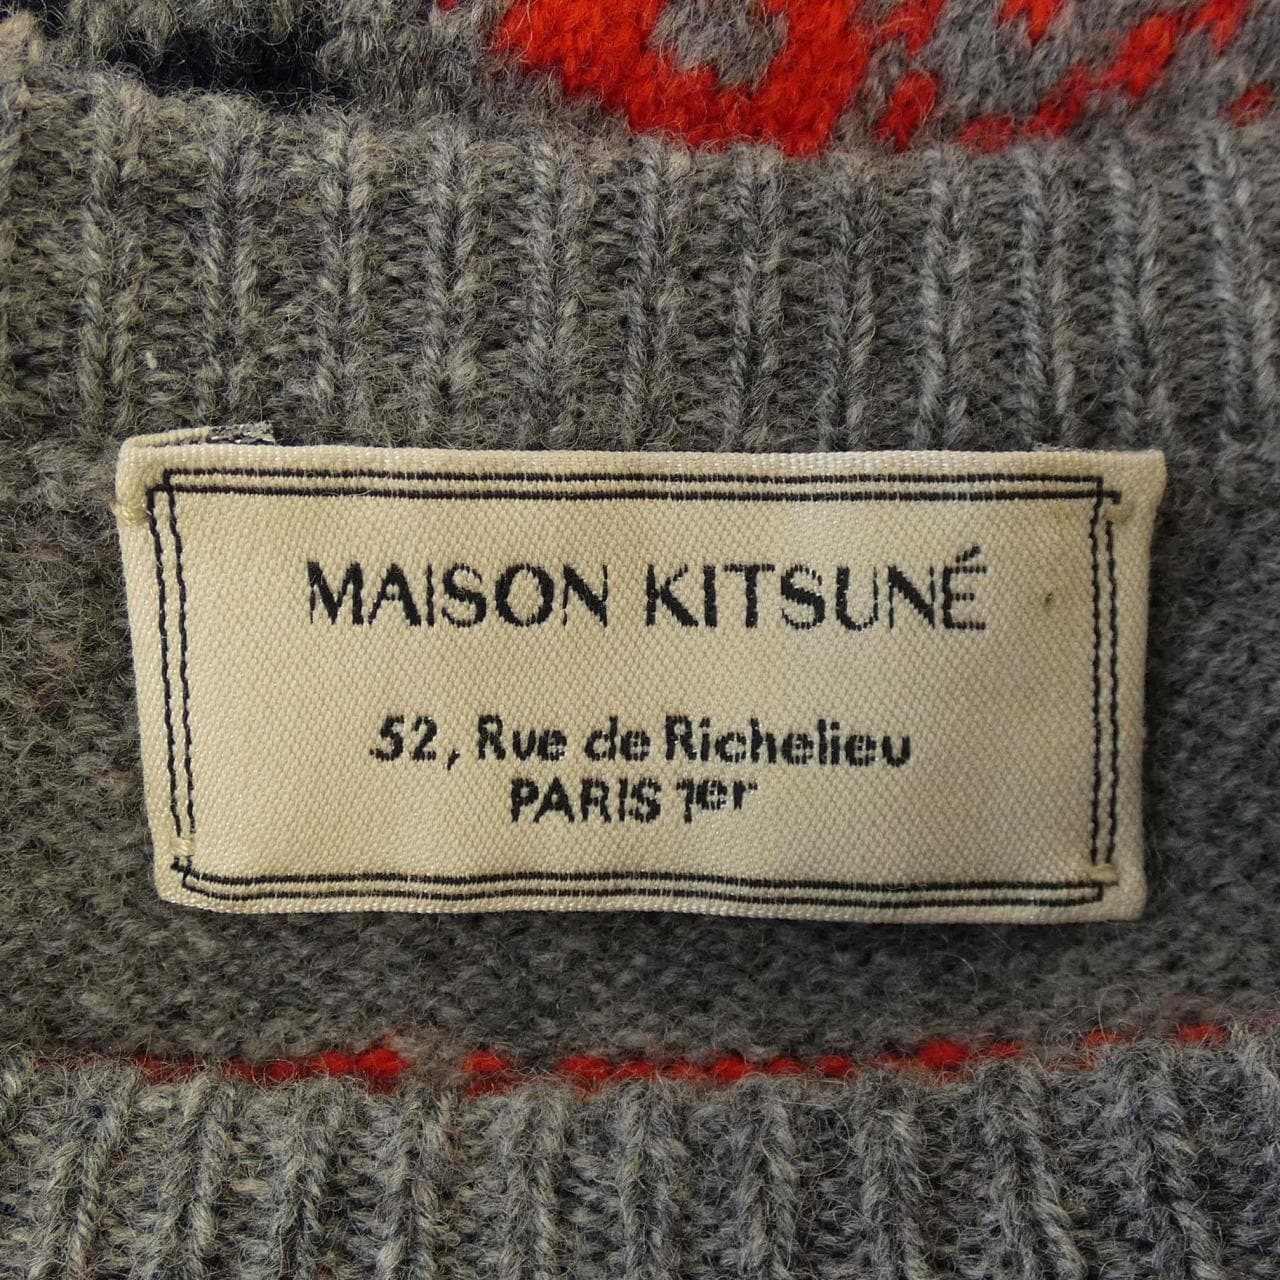 MAISON KITSUNÉ
52, Rue de Richelieu
PARIS 1er